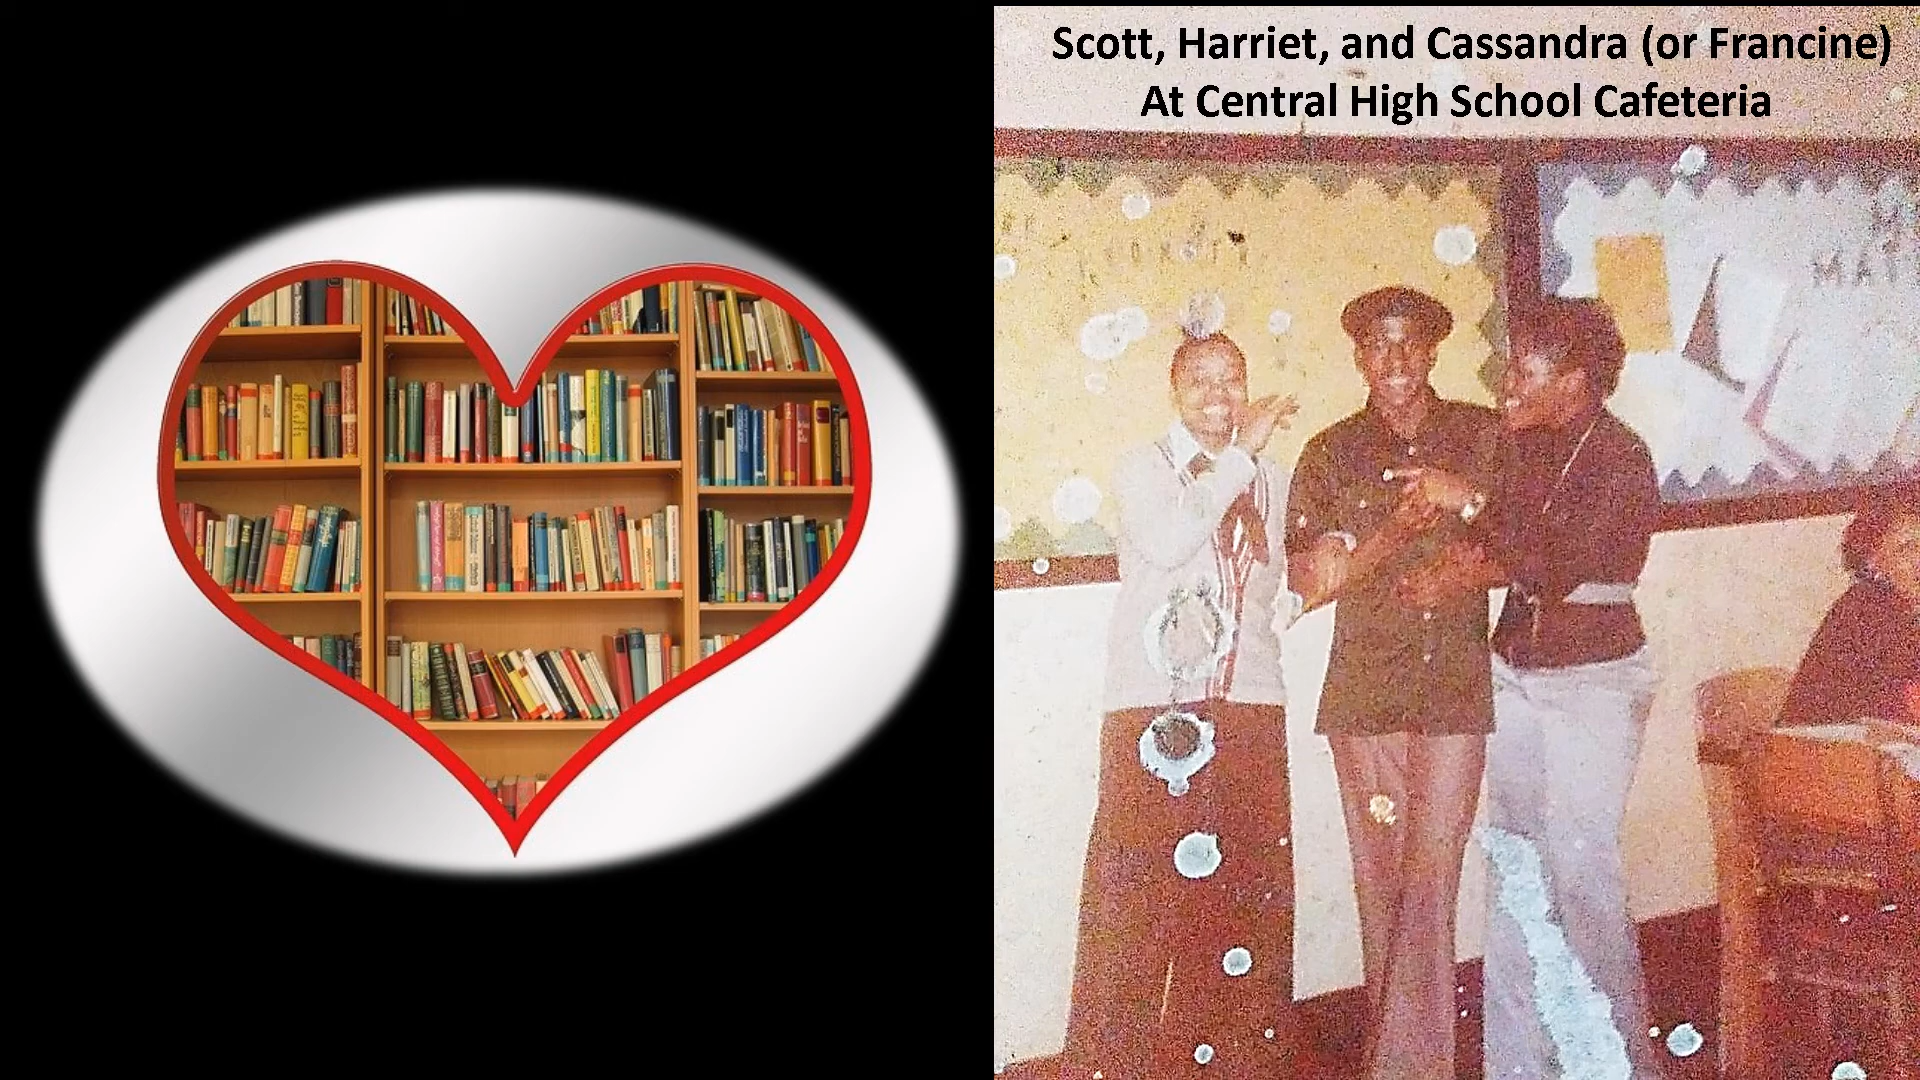 Scott, Harriet, and Cassandra (or Francine)
At Central High School Cafeteria